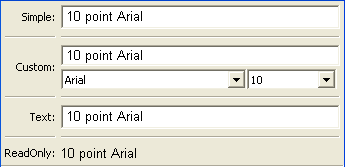 Simple: 10 point Arial
10 point Arial
Custom:
Arial 10
Text: 10 point Arial
ReadOnly: 10 point Arial